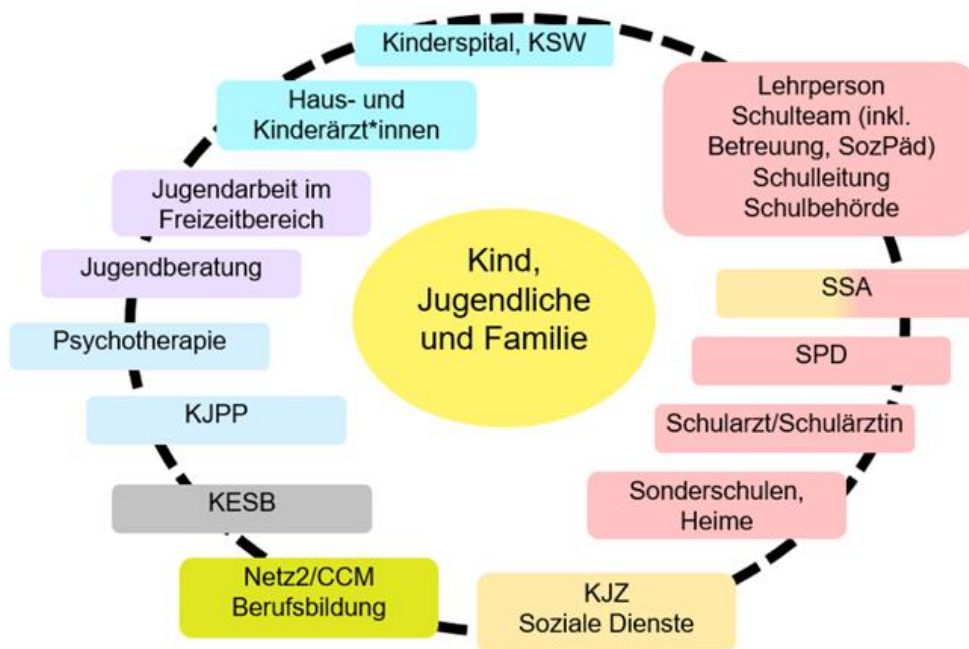 Kinderspital, KSW
Haus- und
Kinderärzt*innen
Jugendarbeit im
Freizeitbereich
Jugendberatung
Psychotherapie
KJPP
KESB
Netz2/CCM
Berufsbildung
Kind,
Jugendliche
und Familie
Lehrperson
Schulteam (inkl.
Betreuung, SozPäd)
Schulleitung
Schulbehörde
SSA
SPD
Schularzt/Schulärztin
Sonderschulen,
Heime
KJZ
Soziale Dienste